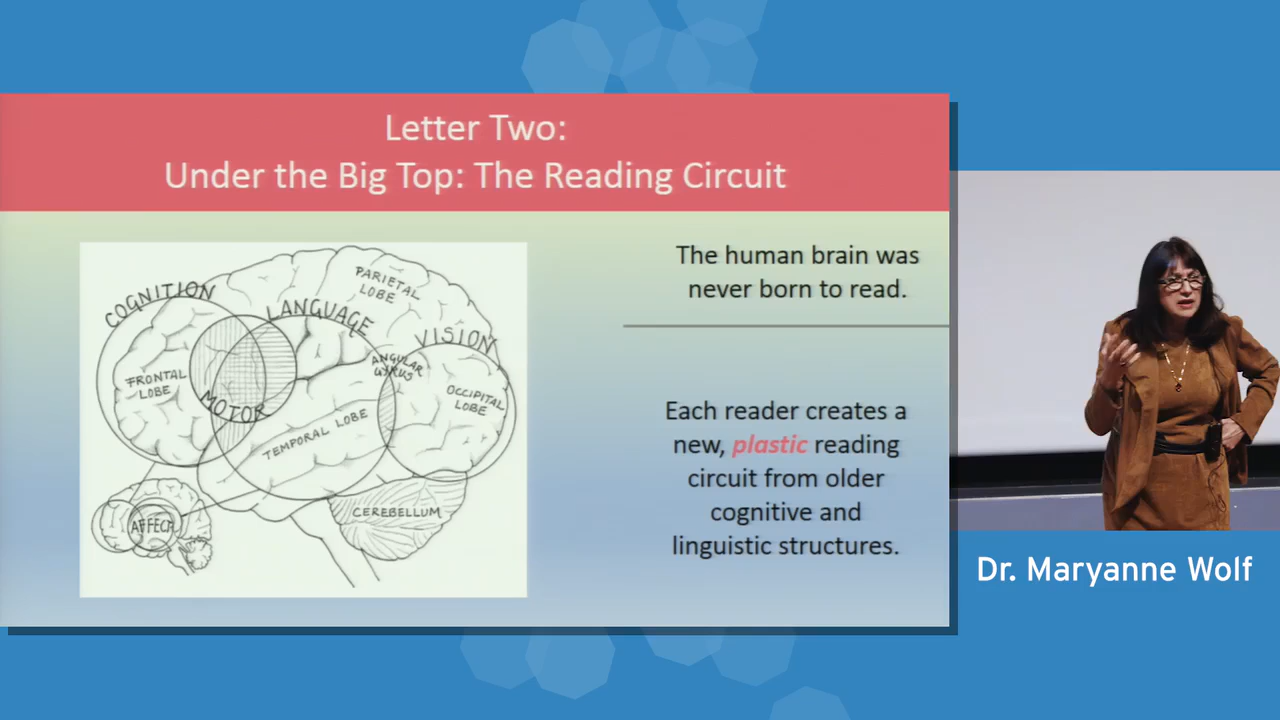 Letter Two:
Under the Big Top: The Reading Circuit
COGNITION
PARIETAL
LOBE
LANGUAGE
VISION
ANGULAR
GYRUS
FRONTAL
LOBE
OCCIPITAL
LOBE
MOTOR
TEMPORAL LOBE
CEREBELLUM
AFFECT
The human brain was
never born to read.
Each reader creates a
new, plastic reading
circuit from older
cognitive and
linguistic structures.
Dr. Maryanne Wolf